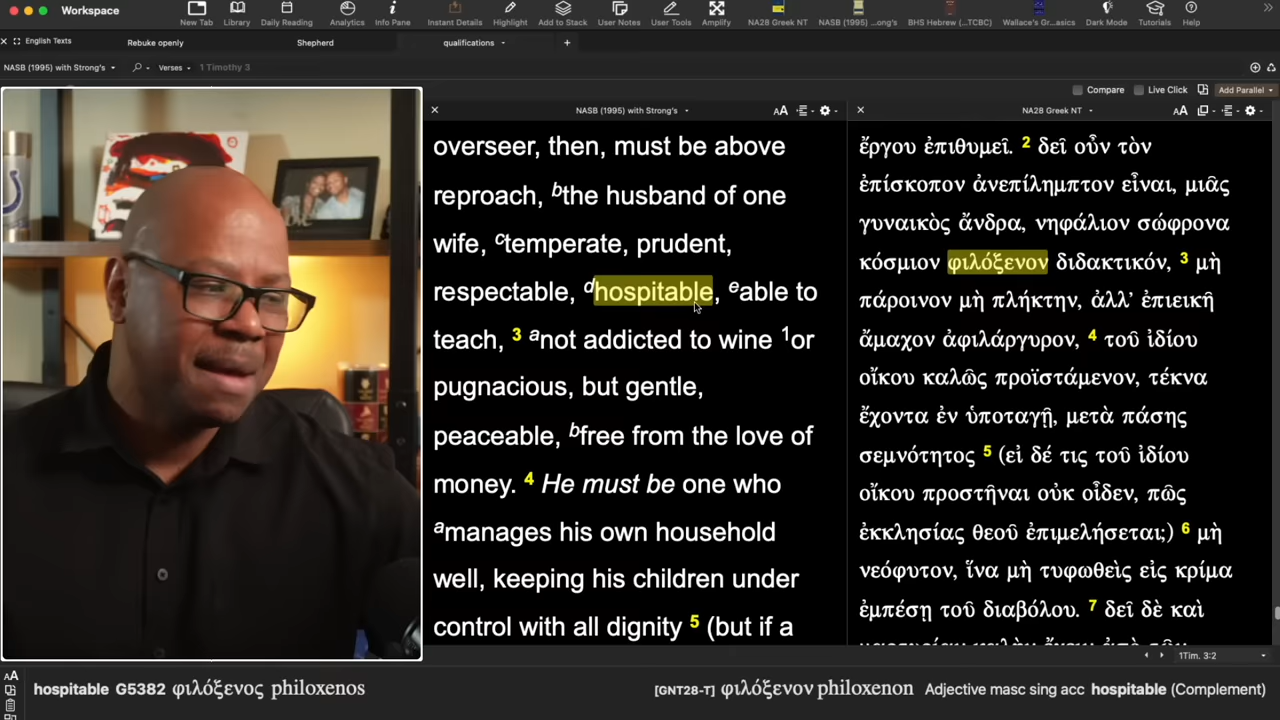 Workspace
New Tab
Library
Daily Reading
Analytics
Info Pane
Instant Details
Highlight
Add to Stack
User Notes
User Tools
Amplify
NA28 Greek NT
NASB (1995) ...ong's
BHS Hebrew (...TCBC)
Wallace's Gr...asics
Dark Mode
Tutorials
Help
English Texts
Rebuke openly
Shepherd
qualifications
NASB (1995) with Strong's
Verses
1 Timothy 3
Compare
Live Click
Add Parallel
NASB (1995) with Strong's
AA
overseer, then, must be above
reproach, bthe husband of one
wife, ctemperate, prudent,
respectable, dhospitable, eable to
teach, 3 anot addicted to wine 1or
pugnacious, but gentle,
peaceable, bfree from the love of
money. 4 He must be one who
amanages his own household
well, keeping his children under
control with all dignity 5 (but if a
NA28 Greek NT
AA
ἔργου ἐπιθυμεῖ. 2 δεῖ οὖν τὸν
ἐπίσκοπον ἀνεπίλημπτον εἶναι, μιᾶς
γυναικὸς ἄνδρα, νηφάλιον σώφρονα
κόσμιον φιλόξενον διδακτικόν, 3 μὴ
πάροινον μὴ πλήκτην, ἀλλ’ ἐπιεικῆ
ἄμαχον ἀφιλάργυρον, 4 τοῦ ἰδίου
οἴκου καλῶς προϊστάμενον, τέκνα
ἔχοντα ἐν ὑποταγῇ, μετὰ πάσης
σεμνότητος 5 (εἰ δέ τις τοῦ ἰδίου
οἴκου προστῆναι οὐκ οἶδεν, πῶς
ἐκκλησίας θεοῦ ἐπιμελήσεται;) 6 μὴ
νεόφυτον, ἵνα μὴ τυφωθεὶς εἰς κρίμα
ἐμπέσῃ τοῦ διαβόλου. 7 δεῖ δὲ καὶ
1Tim. 3:2
AA
hospitable G5382 φιλόξενος philoxenos
[GNT28-T] φιλόξενον philoxenon Adjective masc sing acc hospitable (Complement)